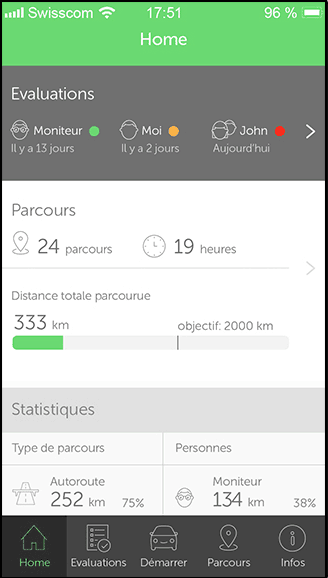 Swisscom 17:51 96 %
Home
Evaluations
Moniteur Moi John
Il y a 13 jours Il y a 2 jours Aujourd'hui
Parcours
24 parcours 19 heures
Distance totale parcourue
333 km objectif: 2000 km
Statistiques
Type de parcours Personnes
Autoroute Moniteur
252 km 75% 134 km 38%
Home Evaluations Démarrer Parcours Infos